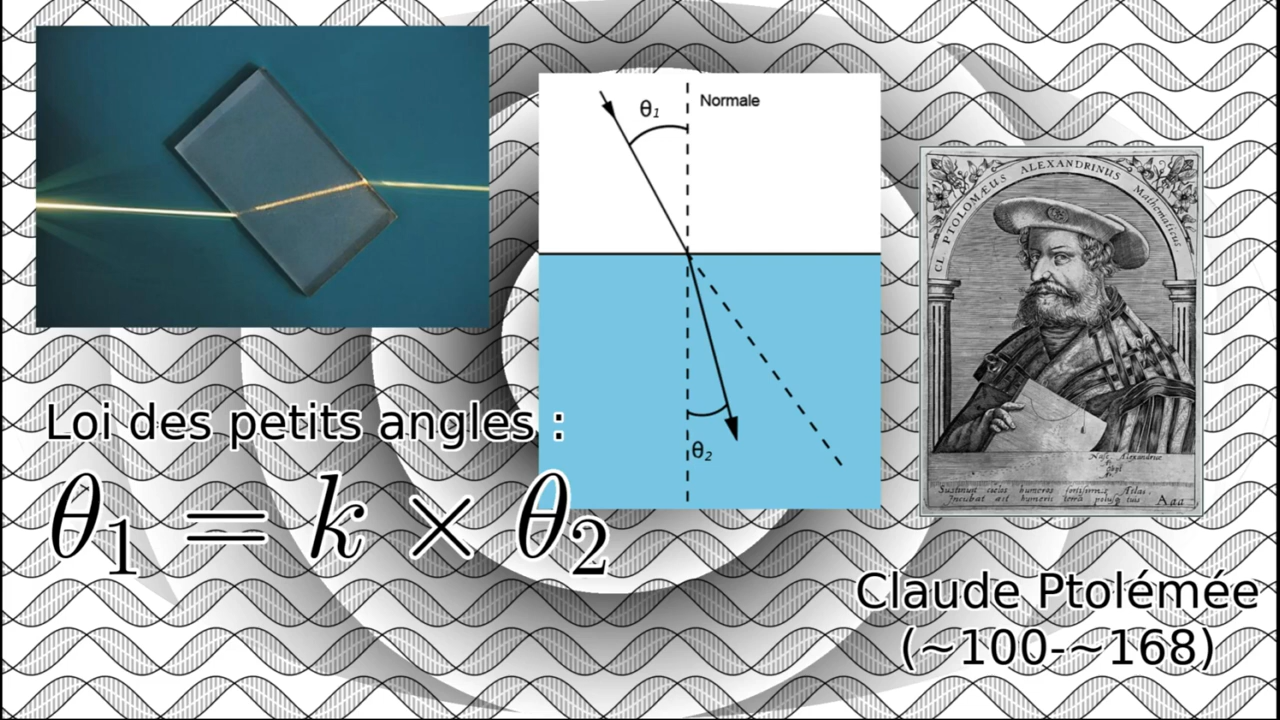 θ1
Normale
θ2
CL PTOLOMÆUS ALEXANDRINUS Mathematicus
Loi des petits angles :
θ1 = k × θ2
Claude Ptolémée
(~100-~168)